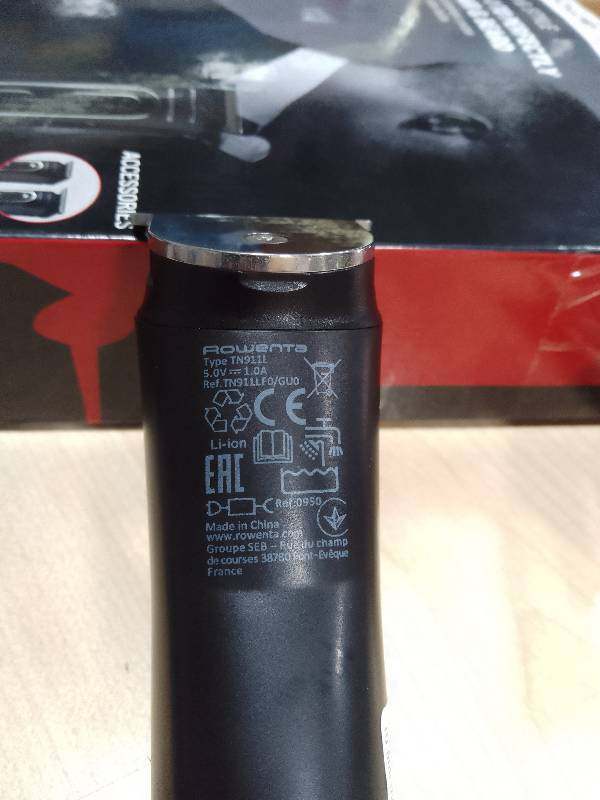 PERFECTLY
ACCESSORIES
ROWENTA
Type TN911L
5.0V⎓1.0A
Ref.TN911LF0/GU0
CE
Li-ion
EAC
Ref.0950
Made in China
www.rowenta.com
Groupe SEB – Rue du champ
de courses 38780 Pont-Evêque
France